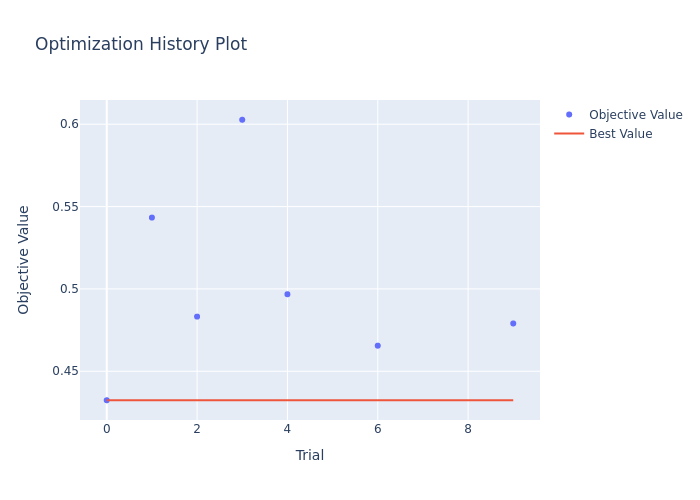 Optimization History Plot
Objective Value
Best Value
0.6
0.55
0.5
0.45
Objective Value
0 2 4 6 8
Trial